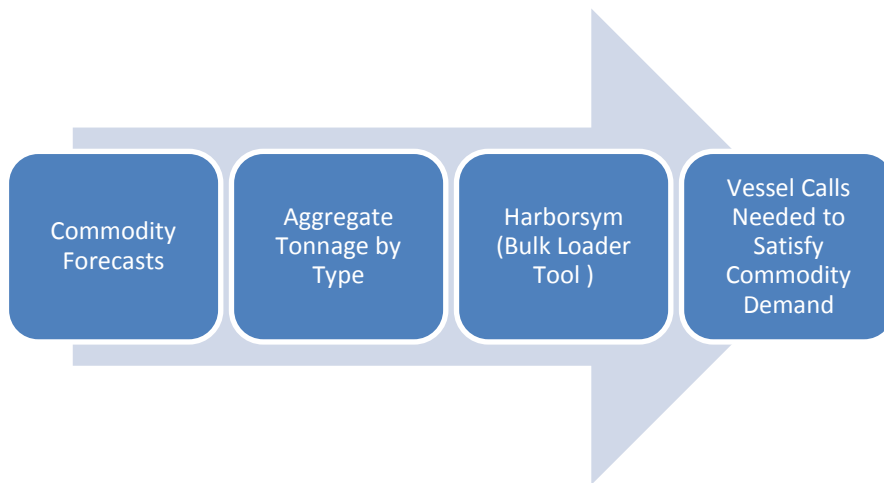 Commodity
Forecasts
Aggregate
Tonnage by
Type
Harborsym
(Bulk Loader
Tool )
Vessel Calls
Needed to
Satisfy
Commodity
Demand